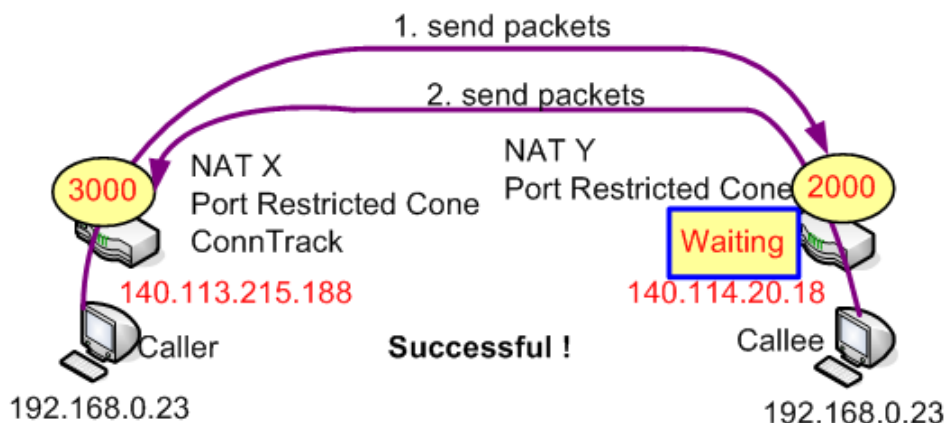 1. send packets
2. send packets
3000
NAT X
Port Restricted Cone
ConnTrack
NAT Y
Port Restricted Cone
2000
Waiting
140.113.215.188
140.114.20.18
Caller
Successful !
Callee
192.168.0.23
192.168.0.23